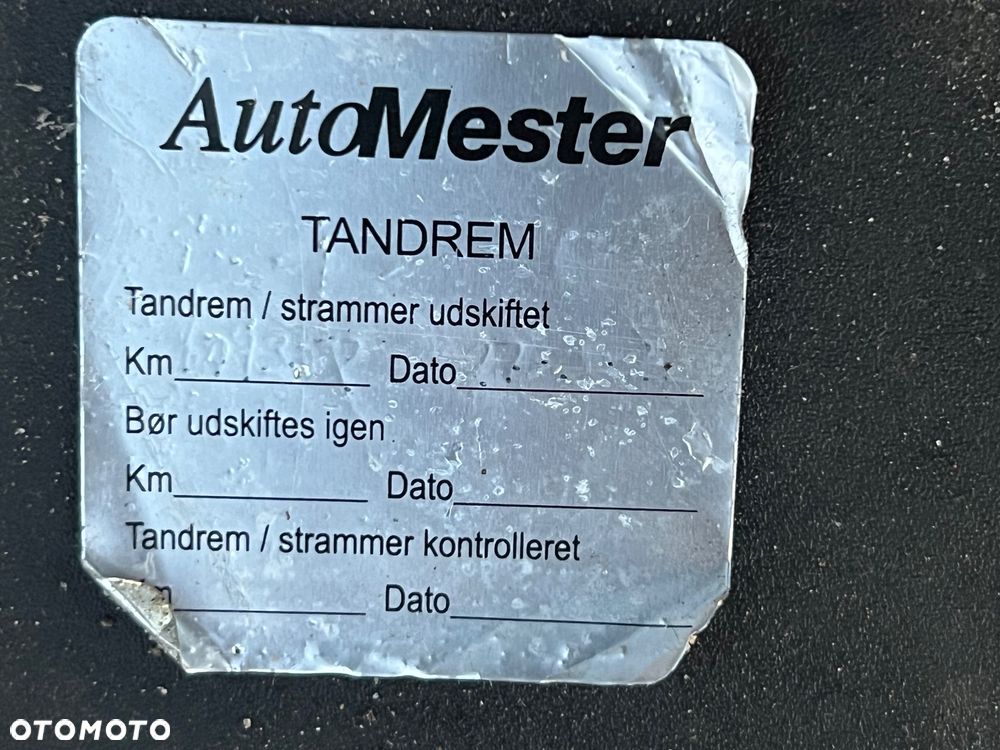 AutoMester
TANDREM
Tandrem / strammer udskiftet
Km Dato
Bør udskiftes igen
Km Dato
Tandrem / strammer kontrolleret
Dato
OTOMOTO